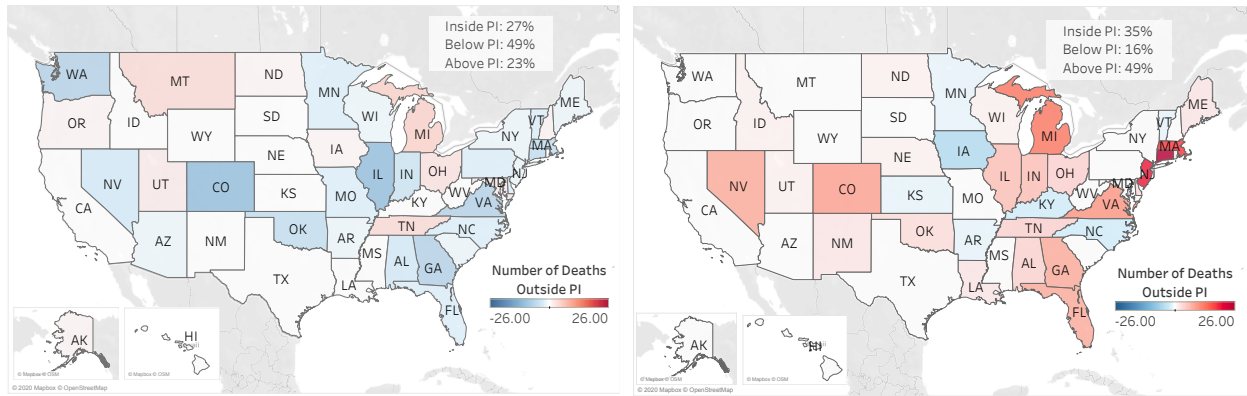 Inside PI: 27%
Below PI: 49%
Above PI: 23%
WA
MT
ND
MN
ME
OR
ID
SD
WI
VT
NY
MA
WY
MI
IA
NE
NJ
NV
UT
CO
IL
IN
OH
MD
CA
KS
MO
WV
VA
KY
AZ
NM
OK
AR
TN
NC
MS
AL
GA
TX
LA
FL
AK
HI
Number of Deaths
Outside PI
-26.00 26.00
© Mapbox © OSM
© Mapbox © OSM
© 2020 Mapbox © OpenStreetMap
Inside PI: 35%
Below PI: 16%
Above PI: 49%
WA
MT
ND
MN
ME
OR
ID
SD
WI
VT
NY
MA
WY
MI
IA
NE
NJ
NV
UT
CO
IL
IN
OH
MD
CA
KS
MO
WV
VA
KY
AZ
NM
OK
AR
TN
NC
MS
AL
GA
TX
LA
FL
AK
HI
Number of Deaths
Outside PI
-26.00 26.00
© Mapbox © OSM
© Mapbox © OSM
© 2020 Mapbox © OpenStreetMap